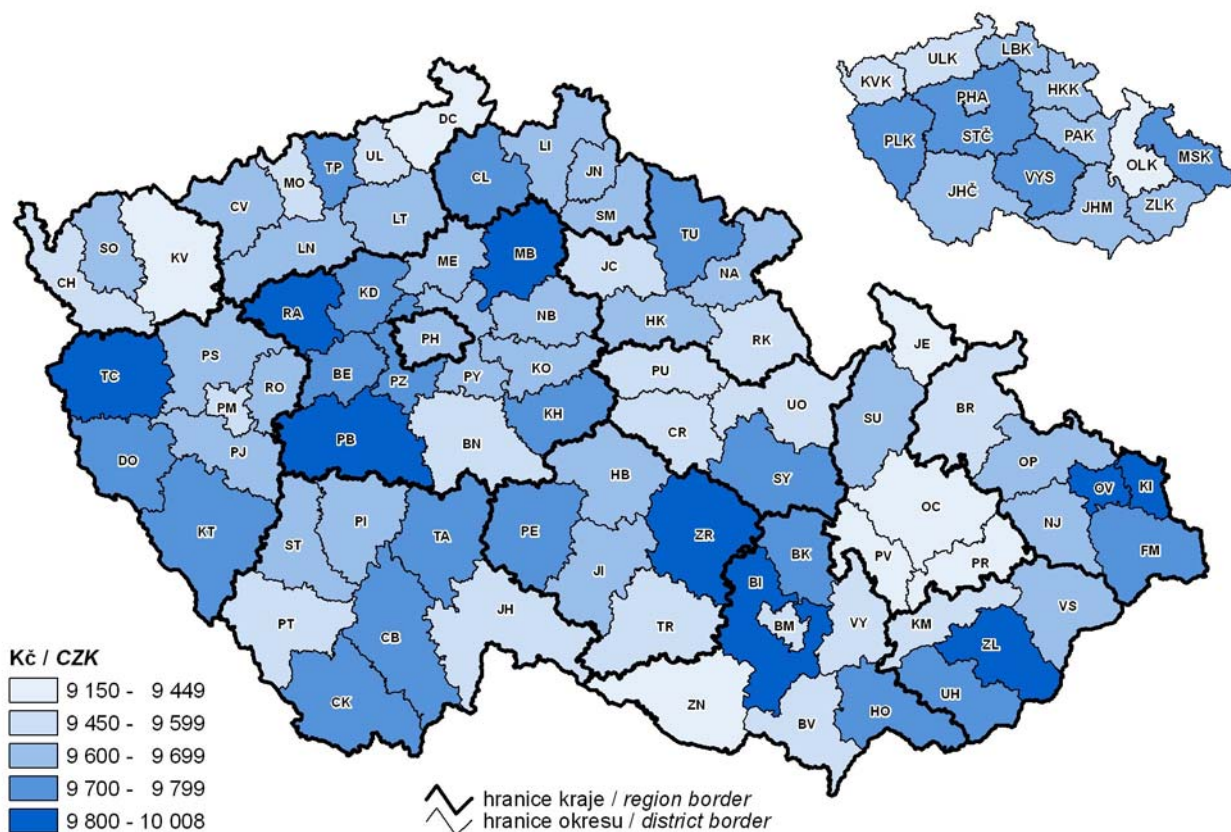 ULK
LBK
KVK
HKK
PHA
PLK
STČ
PAK
OLK
MSK
VYS
JHČ
JHM
ZLK
DC
UL
TP
MO
LI
JN
CL
CV
LT
SM
SO
LN
TU
KV
ME
MB
JC
NA
CH
RA
KD
NB
HK
RK
PH
JE
PS
TC
RO
BE
PZ
PY
KO
PU
PM
KH
UO
SU
BR
PB
BN
CR
DO
PJ
HB
SY
OP
OV
KI
KT
ST
PI
TA
PE
ZR
OC
NJ
FM
BK
PV
PR
JI
BI
PT
CB
JH
TR
BM
VY
KM
VS
ZL
CK
ZN
BV
HO
UH
Kč / CZK
9 150 - 9 449
9 450 - 9 599
9 600 - 9 699
9 700 - 9 799
9 800 - 10 008
hranice kraje / region border
hranice okresu / district border